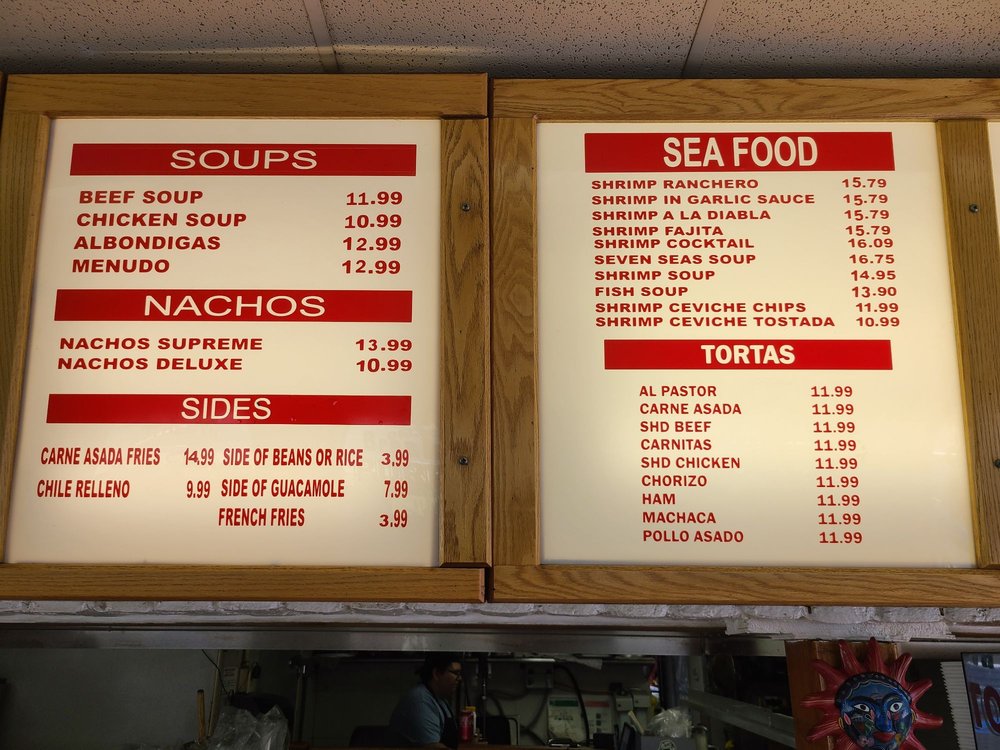 SOUPS
BEEF SOUP 11.99
CHICKEN SOUP 10.99
ALBONDIGAS 12.99
MENUDO 12.99
NACHOS
NACHOS SUPREME 13.99
NACHOS DELUXE 10.99
SIDES
CARNE ASADA FRIES 14.99 SIDE OF BEANS OR RICE 3.99
CHILE RELLENO 9.99 SIDE OF GUACAMOLE 7.99
FRENCH FRIES 3.99
SEA FOOD
SHRIMP RANCHERO 15.79
SHRIMP IN GARLIC SAUCE 15.79
SHRIMP A LA DIABLA 15.79
SHRIMP FAJITA 15.79
SHRIMP COCKTAIL 16.09
SEVEN SEAS SOUP 16.75
SHRIMP SOUP 14.95
FISH SOUP 13.90
SHRIMP CEVICHE CHIPS 11.99
SHRIMP CEVICHE TOSTADA 10.99
TORTAS
AL PASTOR 11.99
CARNE ASADA 11.99
SHD BEEF 11.99
CARNITAS 11.99
SHD CHICKEN 11.99
CHORIZO 11.99
HAM 11.99
MACHACA 11.99
POLLO ASADO 11.99